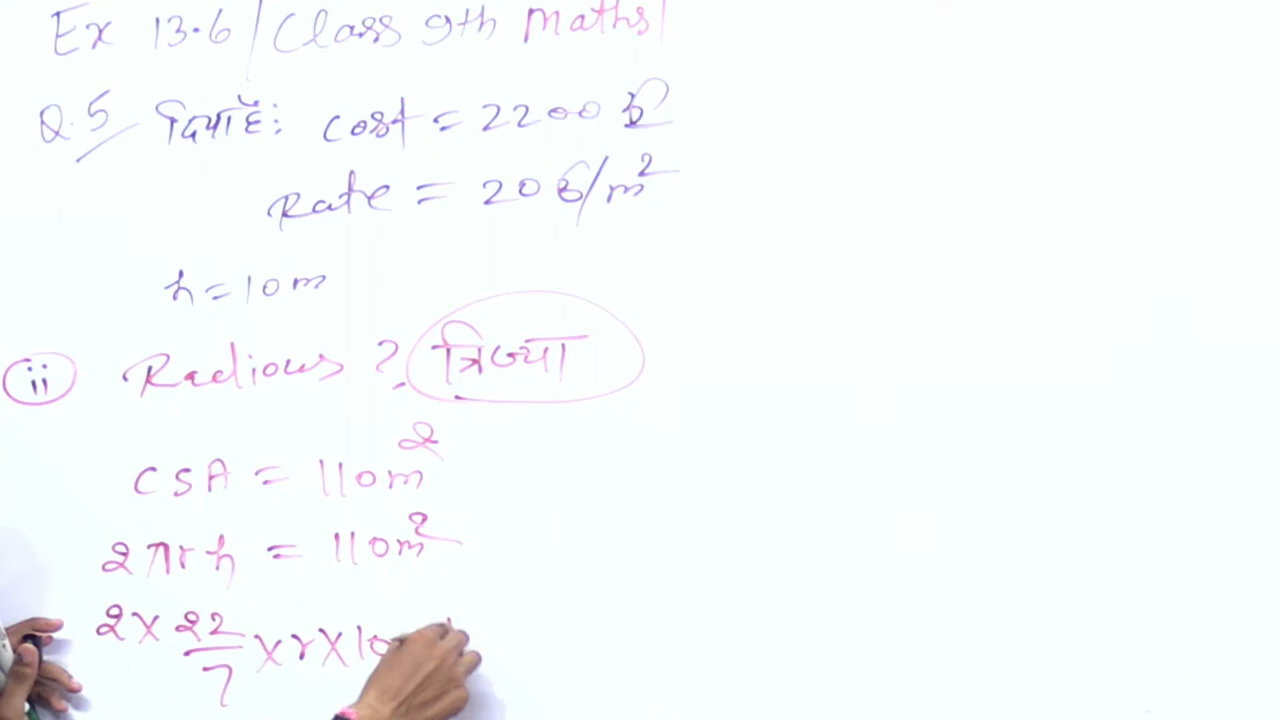 Ex 13.6 | Class 9th Maths |
Q.5 दिया है: cost = 2200 ₹
Rate = 20 ₹/m²
h = 10m
ii Radious ? त्रिज्या
CSA = 110m²
2πrh = 110m²
2 × 22/7 × r × 10